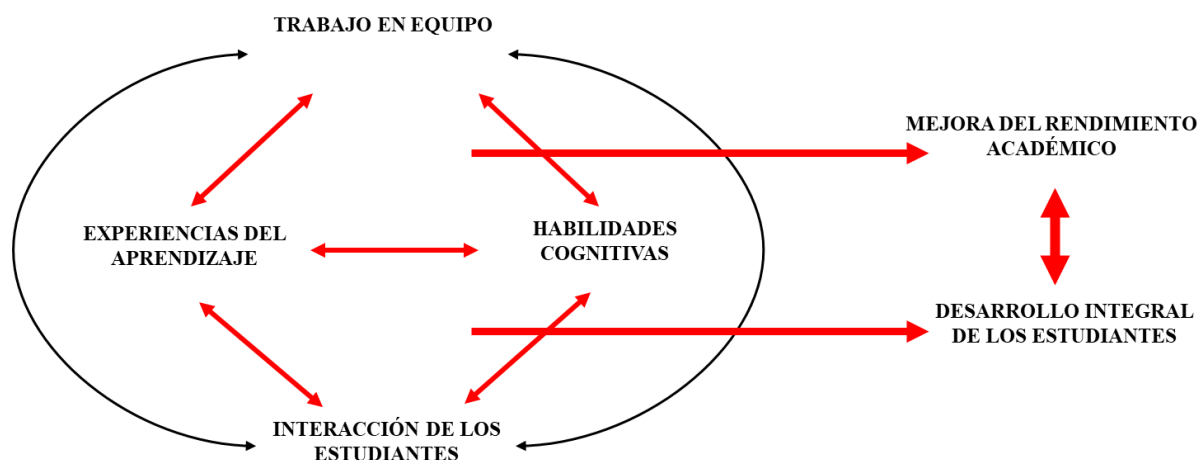 TRABAJO EN EQUIPO
MEJORA DEL RENDIMIENTO
ACADÉMICO
EXPERIENCIAS DEL
APRENDIZAJE
HABILIDADES
COGNITIVAS
DESARROLLO INTEGRAL
DE LOS ESTUDIANTES
INTERACCIÓN DE LOS
ESTUDIANTES